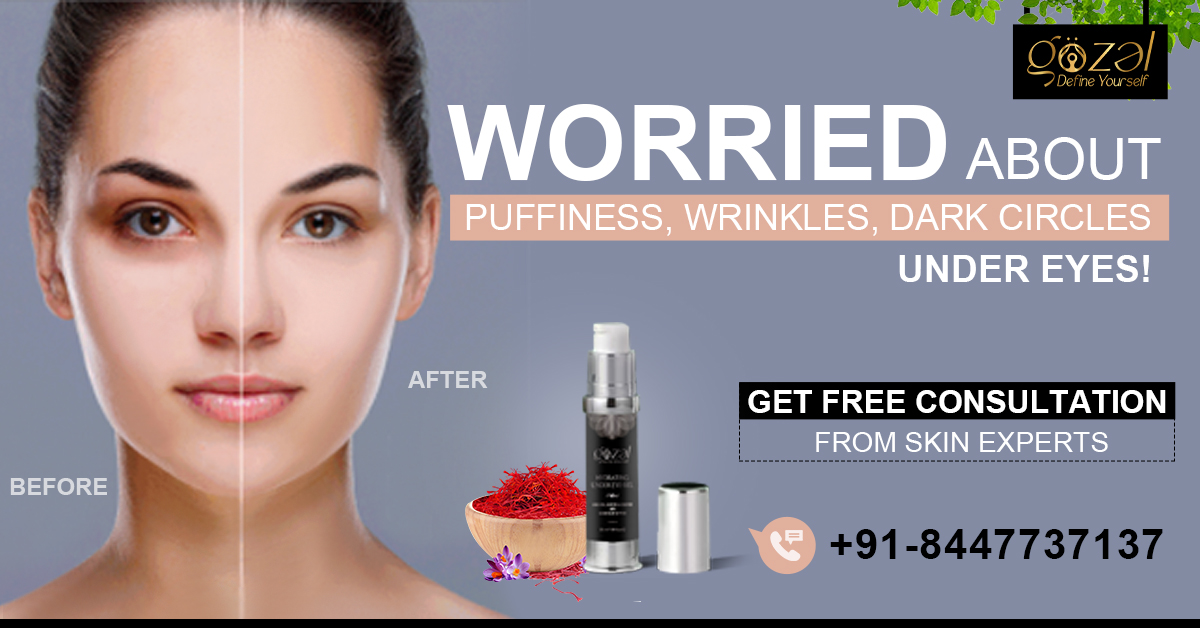 gözəl
Define Yourself
WORRIED ABOUT
PUFFINESS, WRINKLES, DARK CIRCLES
UNDER EYES!
AFTER
BEFORE
gözəl
GET FREE CONSULTATION
FROM SKIN EXPERTS
+91-8447737137